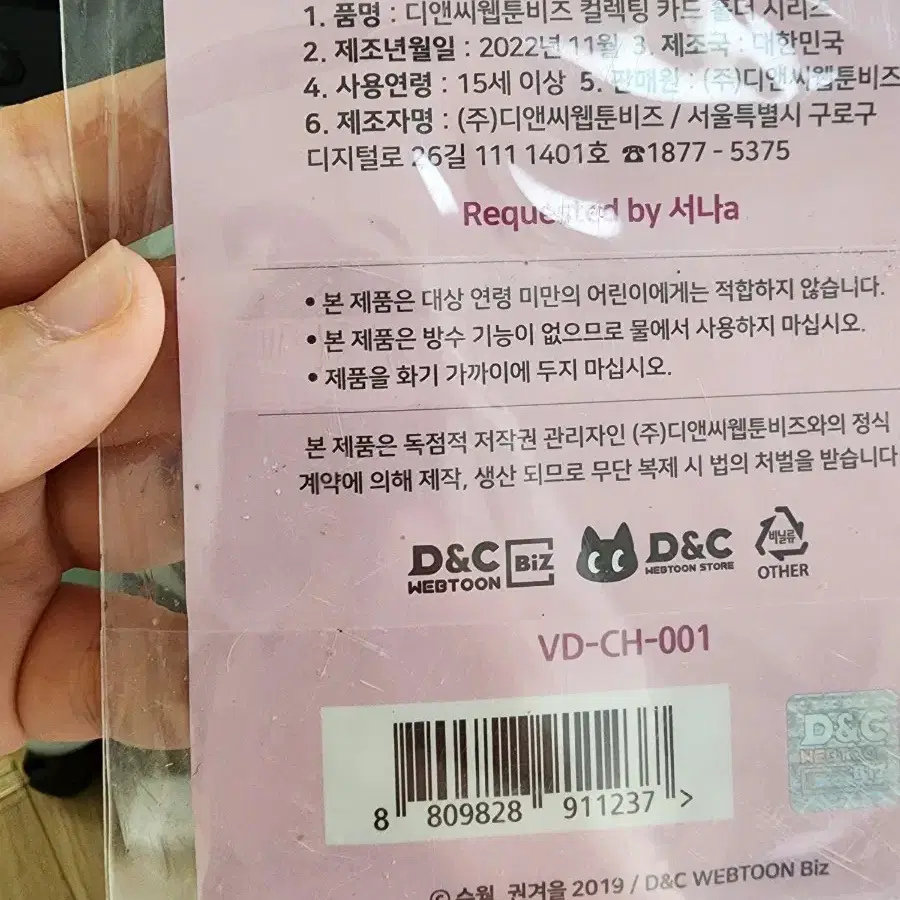 1. 품명 : 디앤씨웹툰비즈 컬렉팅 카드 홀더 시리즈
2. 제조년월일 : 2022년 11월 3. 제조국 : 대한민국
4. 사용연령 : 15세 이상 5. 판매원 : (주)디앤씨웹툰비즈
6. 제조자명 : (주)디앤씨웹툰비즈 / 서울특별시 구로구
디지털로 26길 111 1401호 ☎1877 - 5375
Requested by 서나a
• 본 제품은 대상 연령 미만의 어린이에게는 적합하지 않습니다.
• 본 제품은 방수 기능이 없으므로 물에서 사용하지 마십시오.
• 제품을 화기 가까이에 두지 마십시오.
본 제품은 독점적 저작권 관리자인 (주)디앤씨웹툰비즈와의 정식
계약에 의해 제작, 생산 되므로 무단 복제 시 법의 처벌을 받습니다
D&C WEBTOON BiZ
D&C WEBTOON STORE
비닐류
OTHER
VD-CH-001
8 809828 911237 >
D&C
WEBTOON
BiZ
© 승월, 권겨을 2019 / D&C WEBTOON Biz